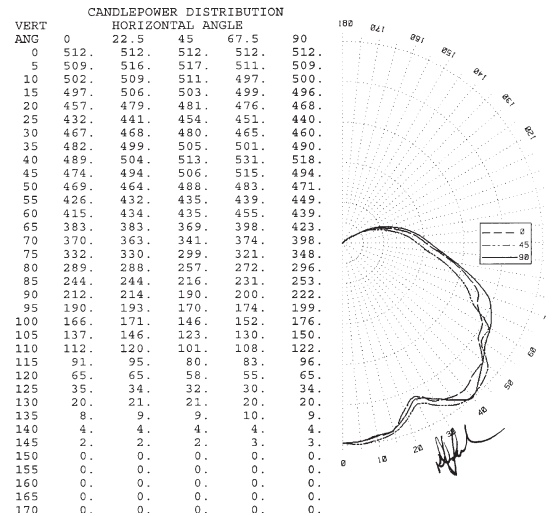 CANDLEPOWER DISTRIBUTION
VERT HORIZONTAL ANGLE
ANG 0 22.5 45 67.5 90
0 512. 512. 512. 512. 512.
5 509. 516. 517. 511. 509.
10 502. 509. 511. 497. 500.
15 497. 506. 503. 499. 496.
20 457. 479. 481. 476. 468.
25 432. 441. 454. 451. 440.
30 467. 468. 480. 465. 460.
35 482. 499. 505. 501. 490.
40 489. 504. 513. 531. 518.
45 474. 494. 506. 515. 494.
50 469. 464. 488. 483. 471.
55 426. 432. 435. 439. 449.
60 415. 434. 435. 455. 439.
65 383. 383. 369. 398. 423.
70 370. 363. 341. 374. 398.
75 332. 330. 299. 321. 348.
80 289. 288. 257. 272. 296.
85 244. 244. 216. 231. 253.
90 212. 214. 190. 200. 222.
95 190. 193. 170. 174. 199.
100 166. 171. 146. 152. 176.
105 137. 146. 123. 130. 150.
110 112. 120. 101. 108. 122.
115 91. 95. 80. 83. 96.
120 65. 65. 58. 55. 65.
125 35. 34. 32. 30. 34.
130 20. 21. 21. 20. 20.
135 8. 9. 9. 10. 9.
140 4. 4. 4. 4. 4.
145 2. 2. 2. 3. 3.
150 0. 0. 0. 0. 0.
155 0. 0. 0. 0. 0.
160 0. 0. 0. 0. 0.
165 0. 0. 0. 0. 0.
170 0. 0. 0. 0. 0.
180
170
160
150
140
130
120
0
45
90
60
50
40
30
20
10
0